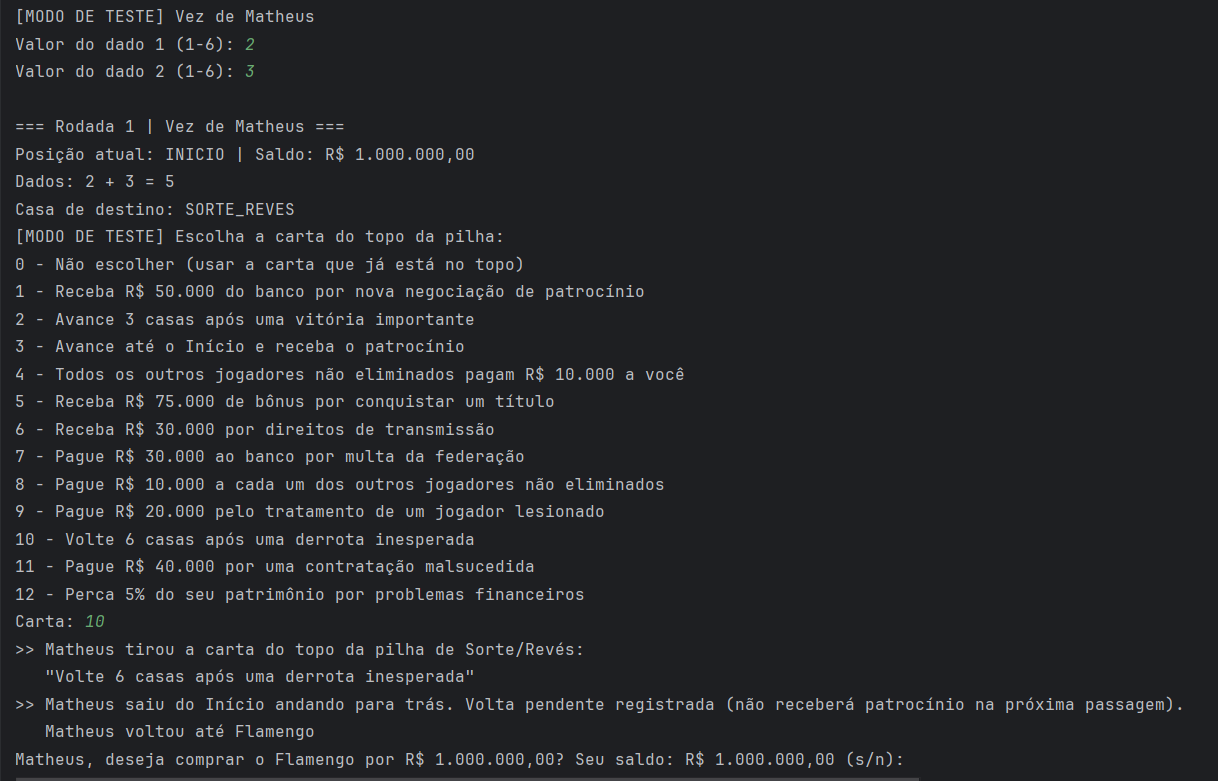 [MODO DE TESTE] Vez de Matheus
Valor do dado 1 (1-6): 2
Valor do dado 2 (1-6): 3
=== Rodada 1 | Vez de Matheus ===
Posição atual: INICIO | Saldo: R$ 1.000.000,00
Dados: 2 + 3 = 5
Casa de destino: SORTE_REVES
[MODO DE TESTE] Escolha a carta do topo da pilha:
0 - Não escolher (usar a carta que já está no topo)
1 - Receba R$ 50.000 do banco por nova negociação de patrocínio
2 - Avance 3 casas após uma vitória importante
3 - Avance até o Início e receba o patrocínio
4 - Todos os outros jogadores não eliminados pagam R$ 10.000 a você
5 - Receba R$ 75.000 de bônus por conquistar um título
6 - Receba R$ 30.000 por direitos de transmissão
7 - Pague R$ 30.000 ao banco por multa da federação
8 - Pague R$ 10.000 a cada um dos outros jogadores não eliminados
9 - Pague R$ 20.000 pelo tratamento de um jogador lesionado
10 - Volte 6 casas após uma derrota inesperada
11 - Pague R$ 40.000 por uma contratação malsucedida
12 - Perca 5% do seu patrimônio por problemas financeiros
Carta: 10
>> Matheus tirou a carta do topo da pilha de Sorte/Revés:
"Volte 6 casas após uma derrota inesperada"
>> Matheus saiu do Início andando para trás. Volta pendente registrada (não receberá patrocínio na próxima passagem).
Matheus voltou até Flamengo
Matheus, deseja comprar o Flamengo por R$ 1.000.000,00? Seu saldo: R$ 1.000.000,00 (s/n):